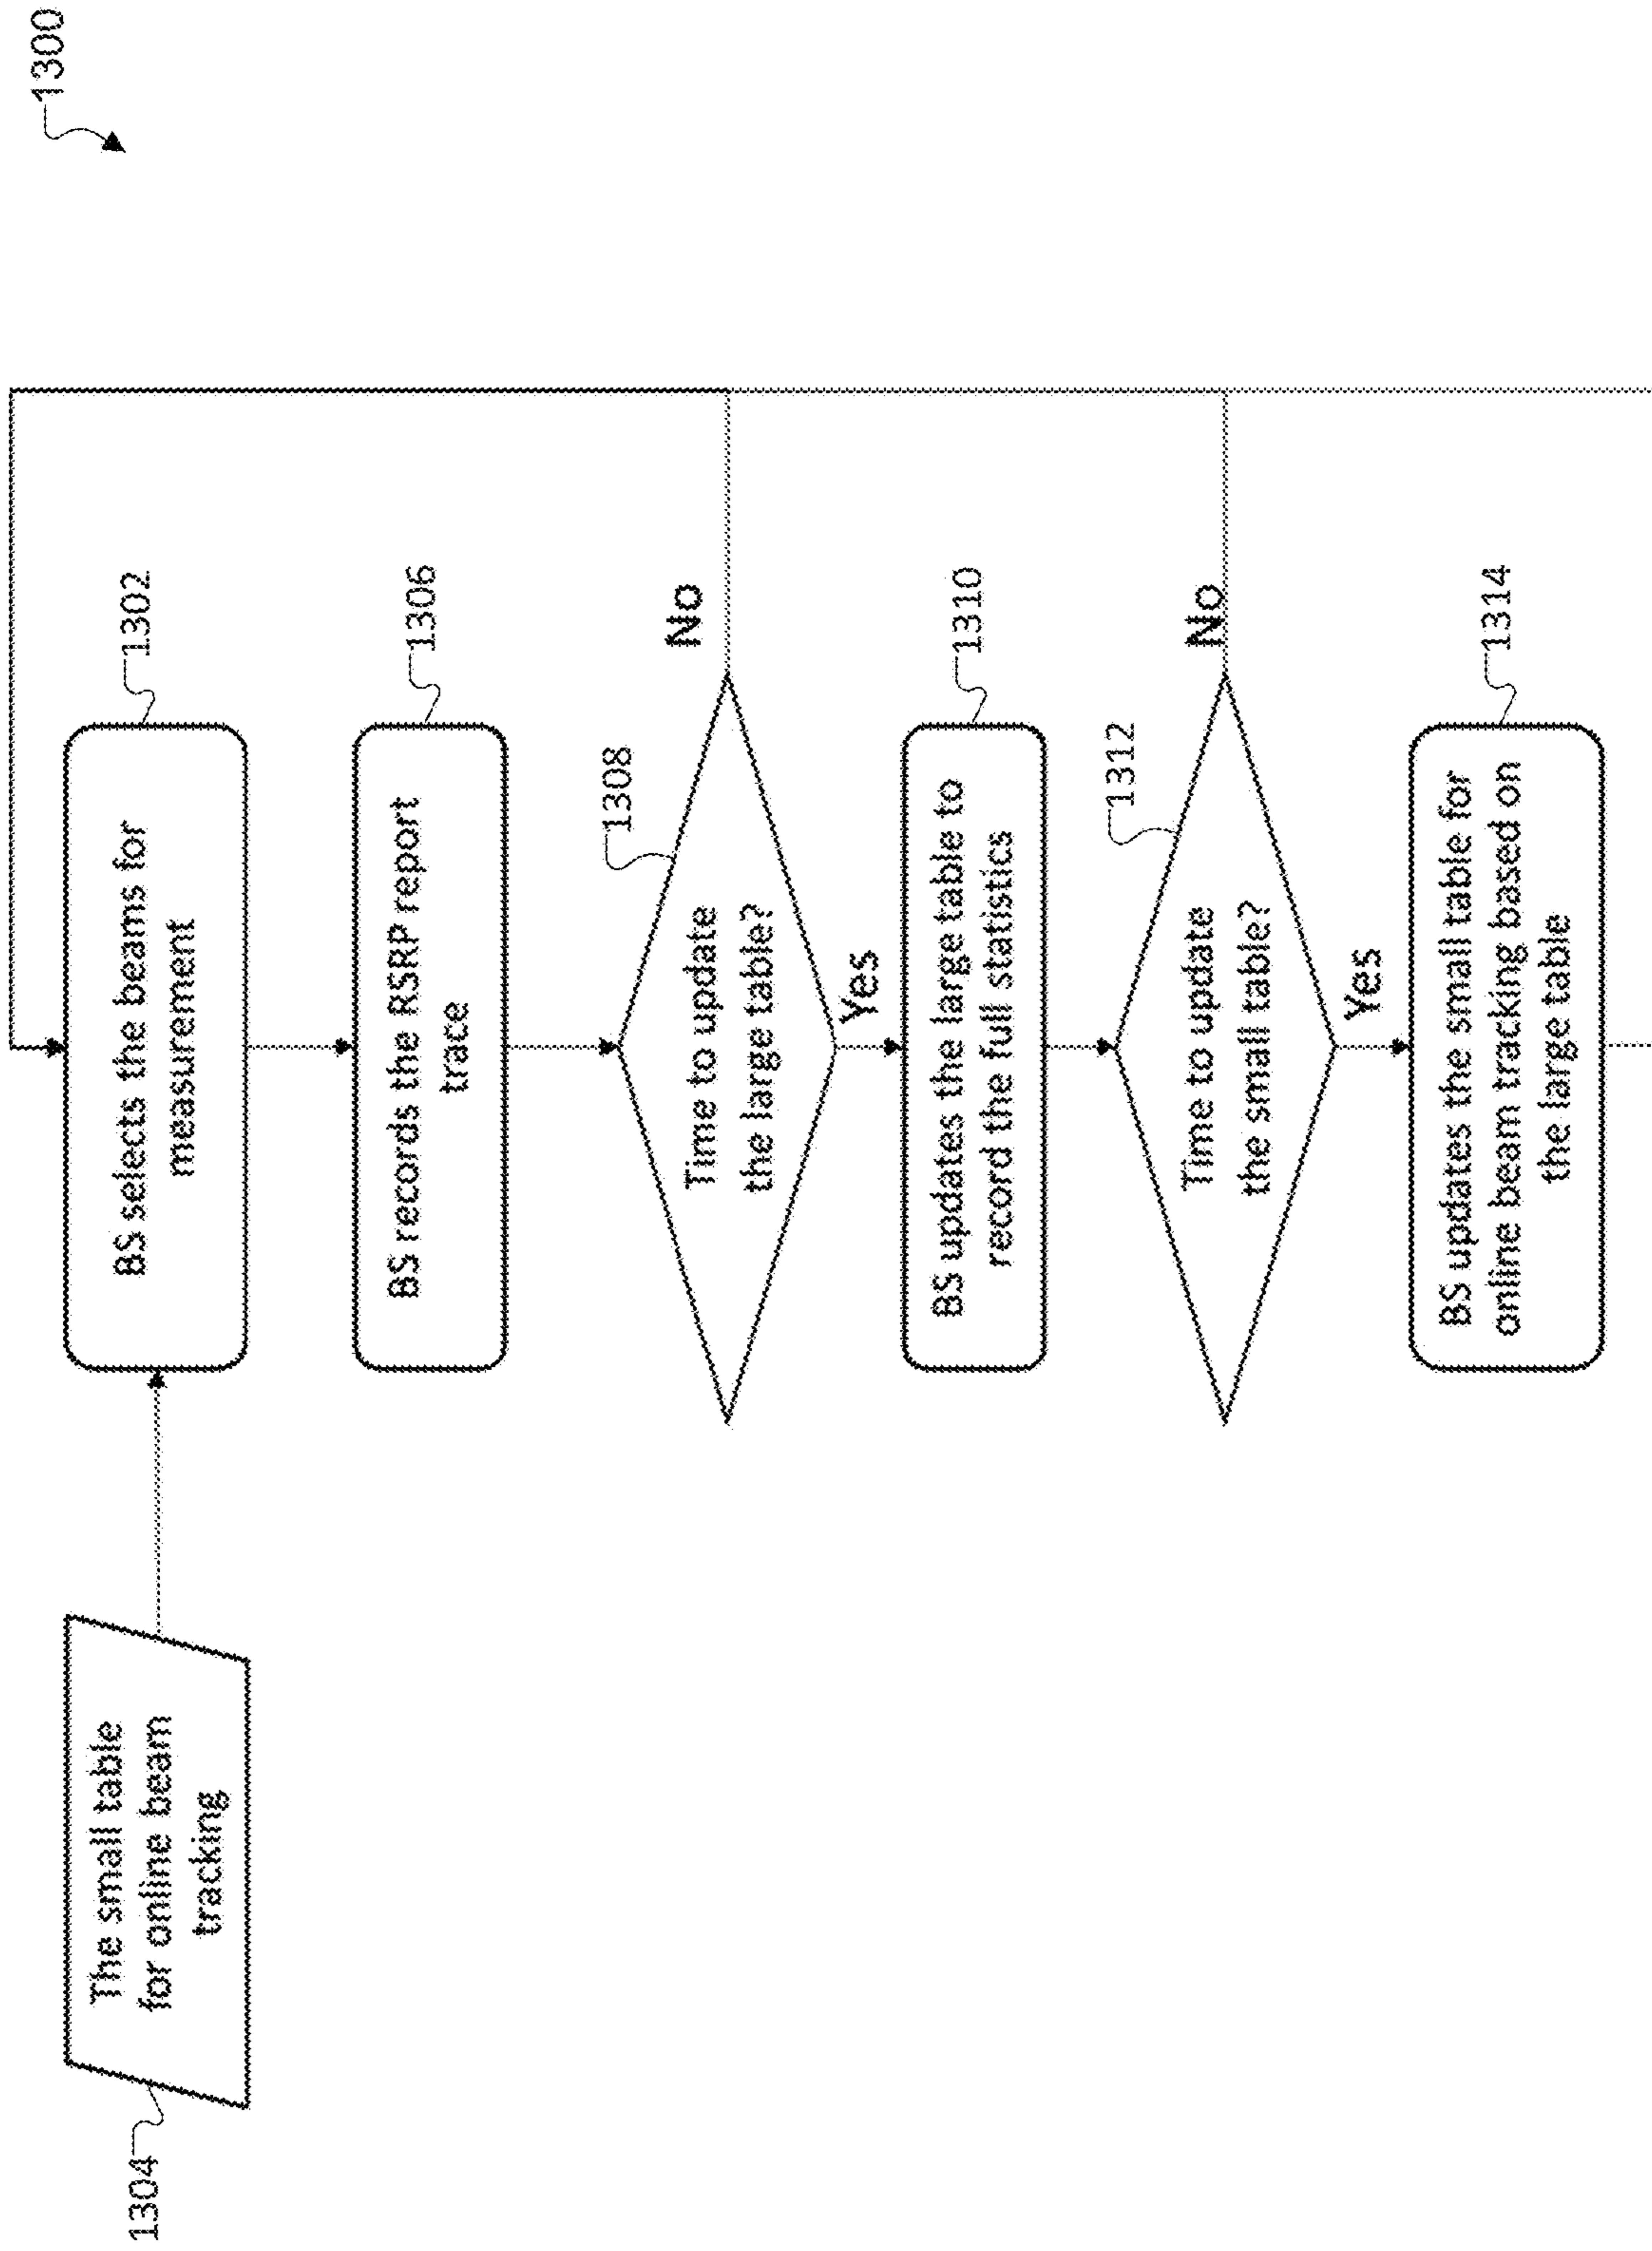 1300
1304
The small table
for online beam
tracking
1302
BS selects the beams for
measurement
1306
BS records the RSRP report
trace
1308
Time to update
the large table?
No
Yes
1310
BS updates the large table to
record the full statistics
1312
Time to update
the small table?
No
Yes
1314
BS updates the small table for
online beam tracking based on
the large table